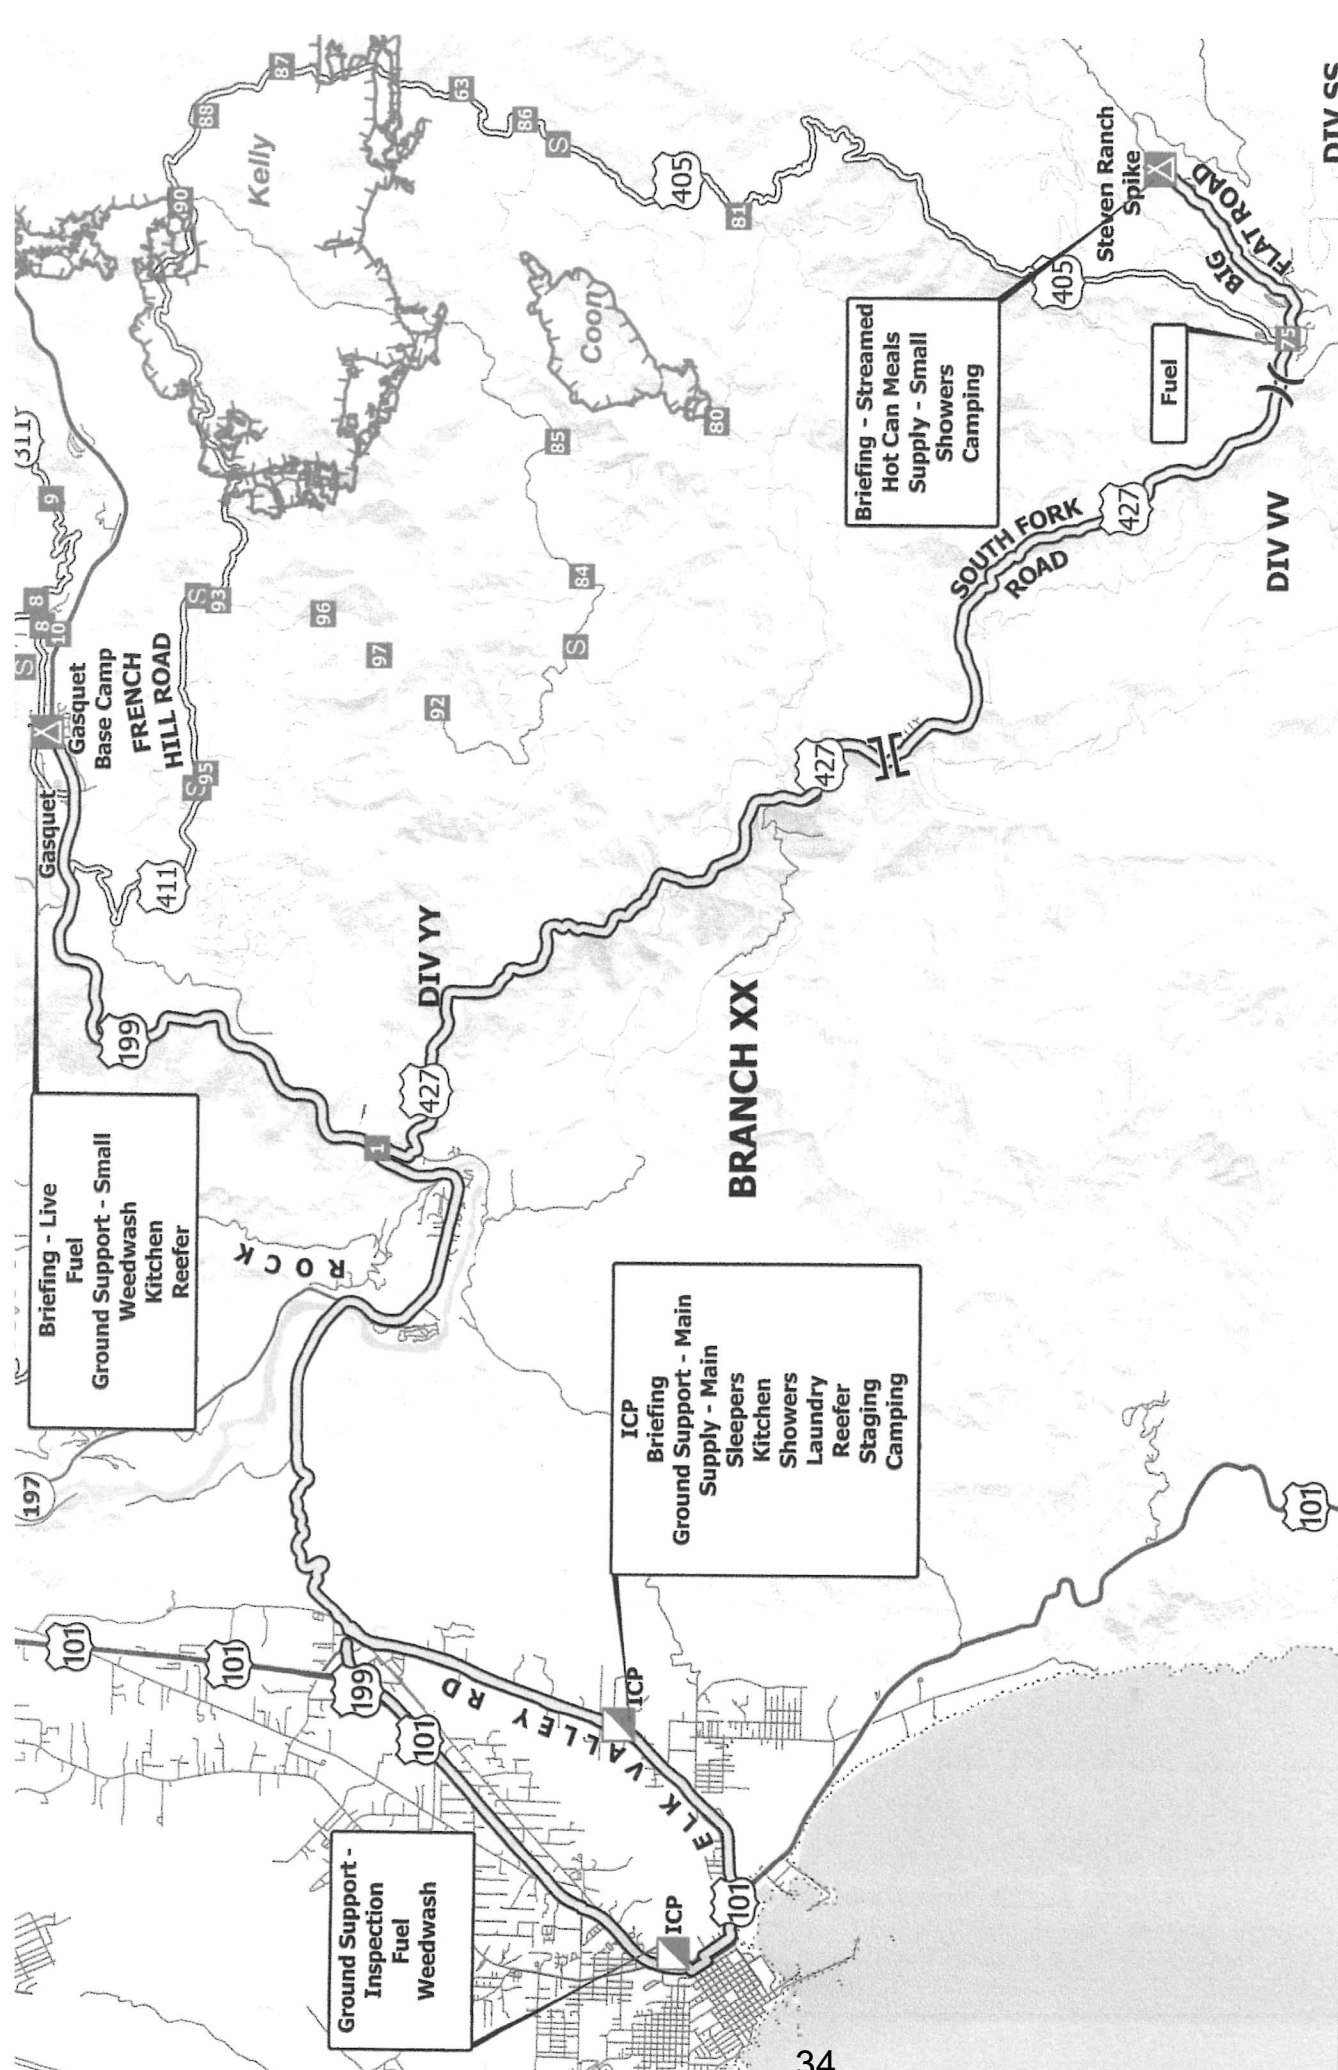 311
9
8
8
10
S
Gasquet
Base Camp
FRENCH
HILL ROAD
S
93
S
95
Gasquet
411
199
90
88
87
Kelly
63
86
S
405
81
Coon
80
85
84
S
96
97
92
Steven Ranch
Spike
BIG
FLAT ROAD
405
75
Briefing - Streamed
Hot Can Meals
Supply - Small
Showers
Camping
Fuel
SOUTH FORK
ROAD
427
DIV VV
427
DIV YY
427
1
BRANCH XX
Briefing - Live
Fuel
Ground Support - Small
Weedwash
Kitchen
Reefer
ROCK
197
ICP
Briefing
Ground Support - Main
Supply - Main
Sleepers
Kitchen
Showers
Laundry
Reefer
Staging
Camping
101
101
101
199
101
ELK VALLEY RD
ICP
Ground Support -
Inspection
Fuel
Weedwash
ICP
101
34